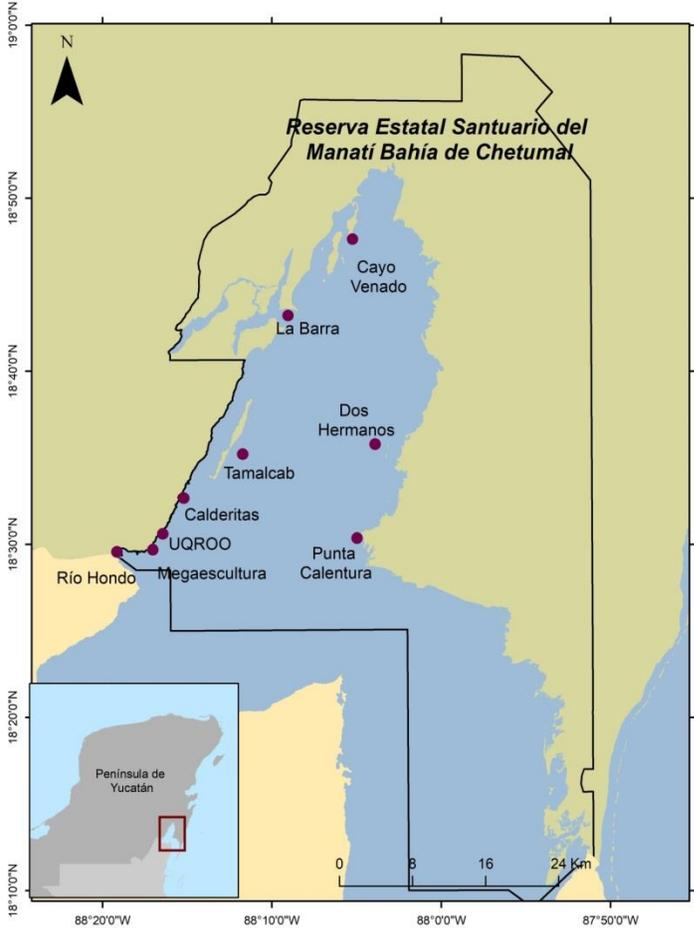 N
Reserva Estatal Santuario del
Manatí Bahía de Chetumal
Cayo
Venado
La Barra
Dos
Hermanos
Tamalcab
Calderitas
UQROO
Megaescultura
Río Hondo
Punta
Calentura
Península de
Yucatán
0 8 16 24 Km
19°0'0"N
18°50'0"N
18°40'0"N
18°30'0"N
18°20'0"N
18°10'0"N
88°20'0"W 88°10'0"W 88°0'0"W 87°50'0"W